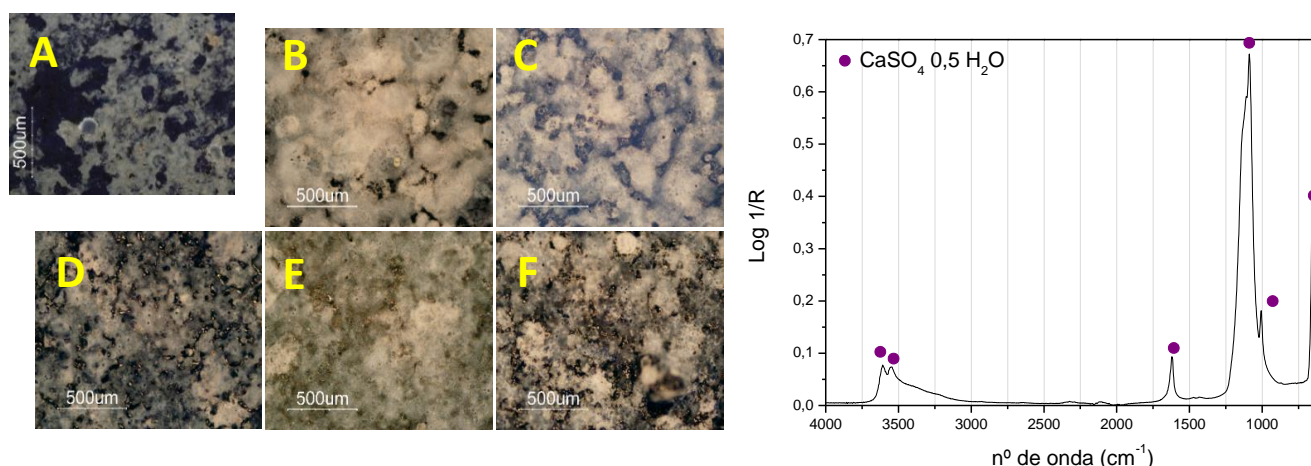 A
500um
B
500um
C
500um
D
500um
E
500um
F
500um
CaSO4 0,5 H2O
Log 1/R
0,7
0,6
0,5
0,4
0,3
0,2
0,1
0,0
4000 3500 3000 2500 2000 1500 1000
nº de onda (cm-1)